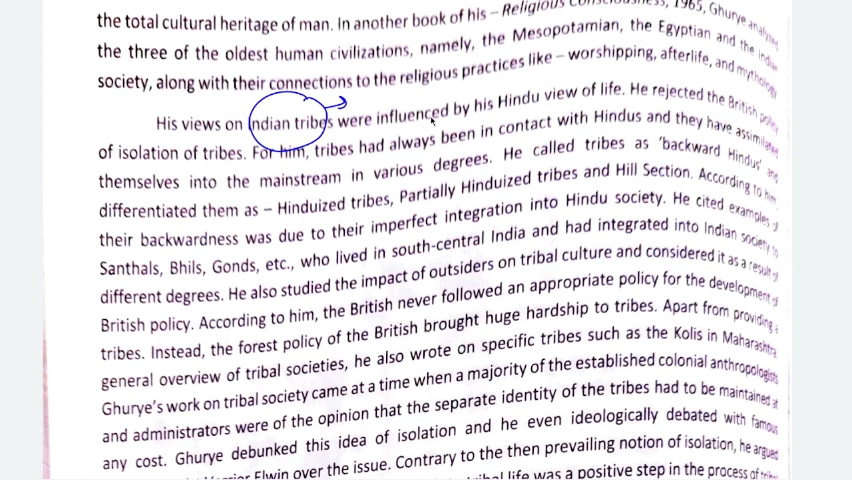 the total cultural heritage of man. In another book of his – Religious Consciousness, 1965, Ghurye analyzed
the three of the oldest human civilizations, namely, the Mesopotamian, the Egyptian and the Indian
society, along with their connections to the religious practices like – worshipping, afterlife, and mythology
His views on Indian tribes were influenced by his Hindu view of life. He rejected the British policy
of isolation of tribes. For him, tribes had always been in contact with Hindus and they have assimilated
themselves into the mainstream in various degrees. He called tribes as 'backward Hindus' and
differentiated them as – Hinduized tribes, Partially Hinduized tribes and Hill Section. According to him
their backwardness was due to their imperfect integration into Hindu society. He cited examples of
Santhals, Bhils, Gonds, etc., who lived in south-central India and had integrated into Indian society to
different degrees. He also studied the impact of outsiders on tribal culture and considered it as a result of
British policy. According to him, the British never followed an appropriate policy for the development of
tribes. Instead, the forest policy of the British brought huge hardship to tribes. Apart from providing a
general overview of tribal societies, he also wrote on specific tribes such as the Kolis in Maharashtra
Ghurye's work on tribal society came at a time when a majority of the established colonial anthropologists
and administrators were of the opinion that the separate identity of the tribes had to be maintained at
any cost. Ghurye debunked this idea of isolation and he even ideologically debated with famous
Elwin over the issue. Contrary to the then prevailing notion of isolation, he argued
life was a positive step in the process of